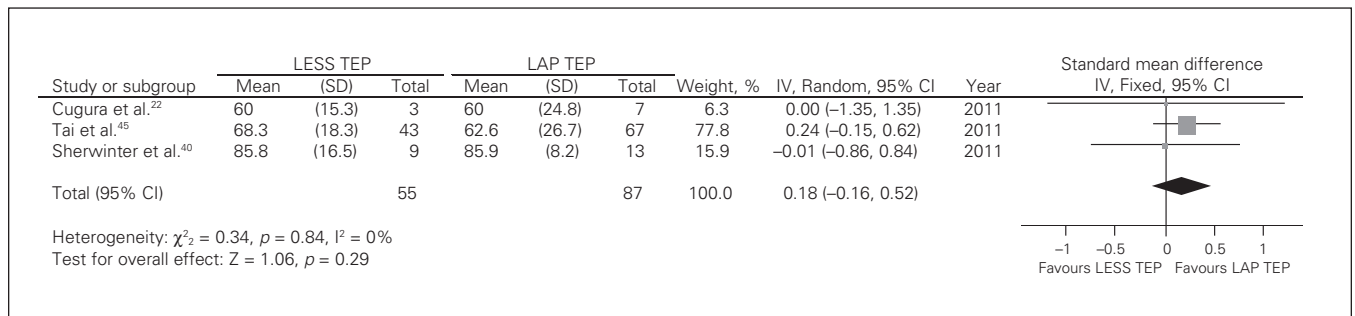 LESS TEP LAP TEP Standard mean difference
Study or subgroup Mean (SD) Total Mean (SD) Total Weight, % IV, Random, 95% CI Year IV, Fixed, 95% CI
Cugura et al.22 60 (15.3) 3 60 (24.8) 7 6.3 0.00 (–1.35, 1.35) 2011
Tai et al.45 68.3 (18.3) 43 62.6 (26.7) 67 77.8 0.24 (–0.15, 0.62) 2011
Sherwinter et al.40 85.8 (16.5) 9 85.9 (8.2) 13 15.9 –0.01 (–0.86, 0.84) 2011
Total (95% CI) 55 87 100.0 0.18 (–0.16, 0.52)
Heterogeneity: χ²₂ = 0.34, p = 0.84, I² = 0%
Test for overall effect: Z = 1.06, p = 0.29
–1 –0.5 0 0.5 1
Favours LESS TEP Favours LAP TEP